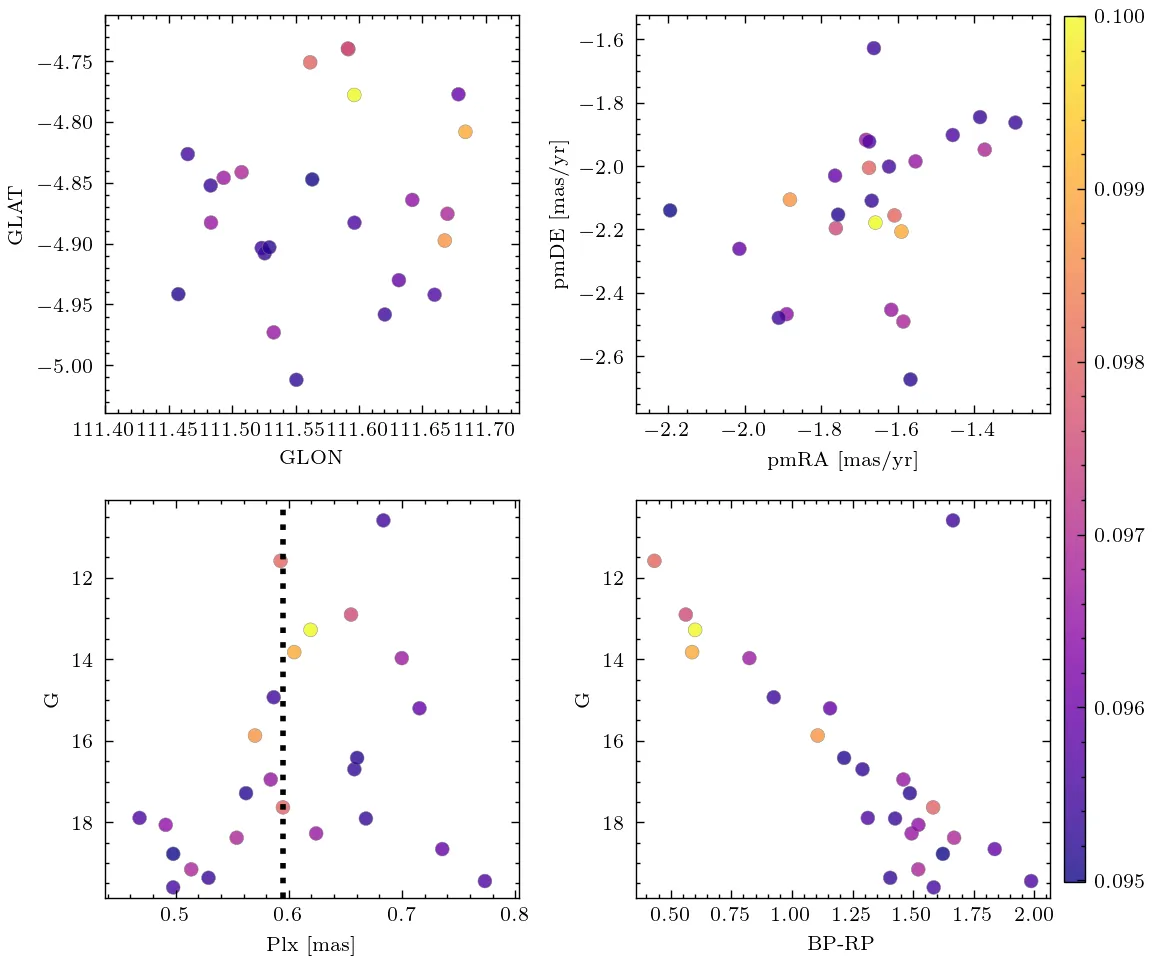 −4.75
−4.80
−4.85
−4.90
−4.95
−5.00
GLAT
111.40 111.45 111.50 111.55 111.60 111.65 111.70
GLON
−1.6
−1.8
−2.0
−2.2
−2.4
−2.6
pmDE [mas/yr]
−2.2 −2.0 −1.8 −1.6 −1.4
pmRA [mas/yr]
0.100
0.099
0.098
0.097
0.096
0.095
12
14
16
18
G
0.5 0.6 0.7 0.8
Plx [mas]
12
14
16
18
G
0.50 0.75 1.00 1.25 1.50 1.75 2.00
BP-RP